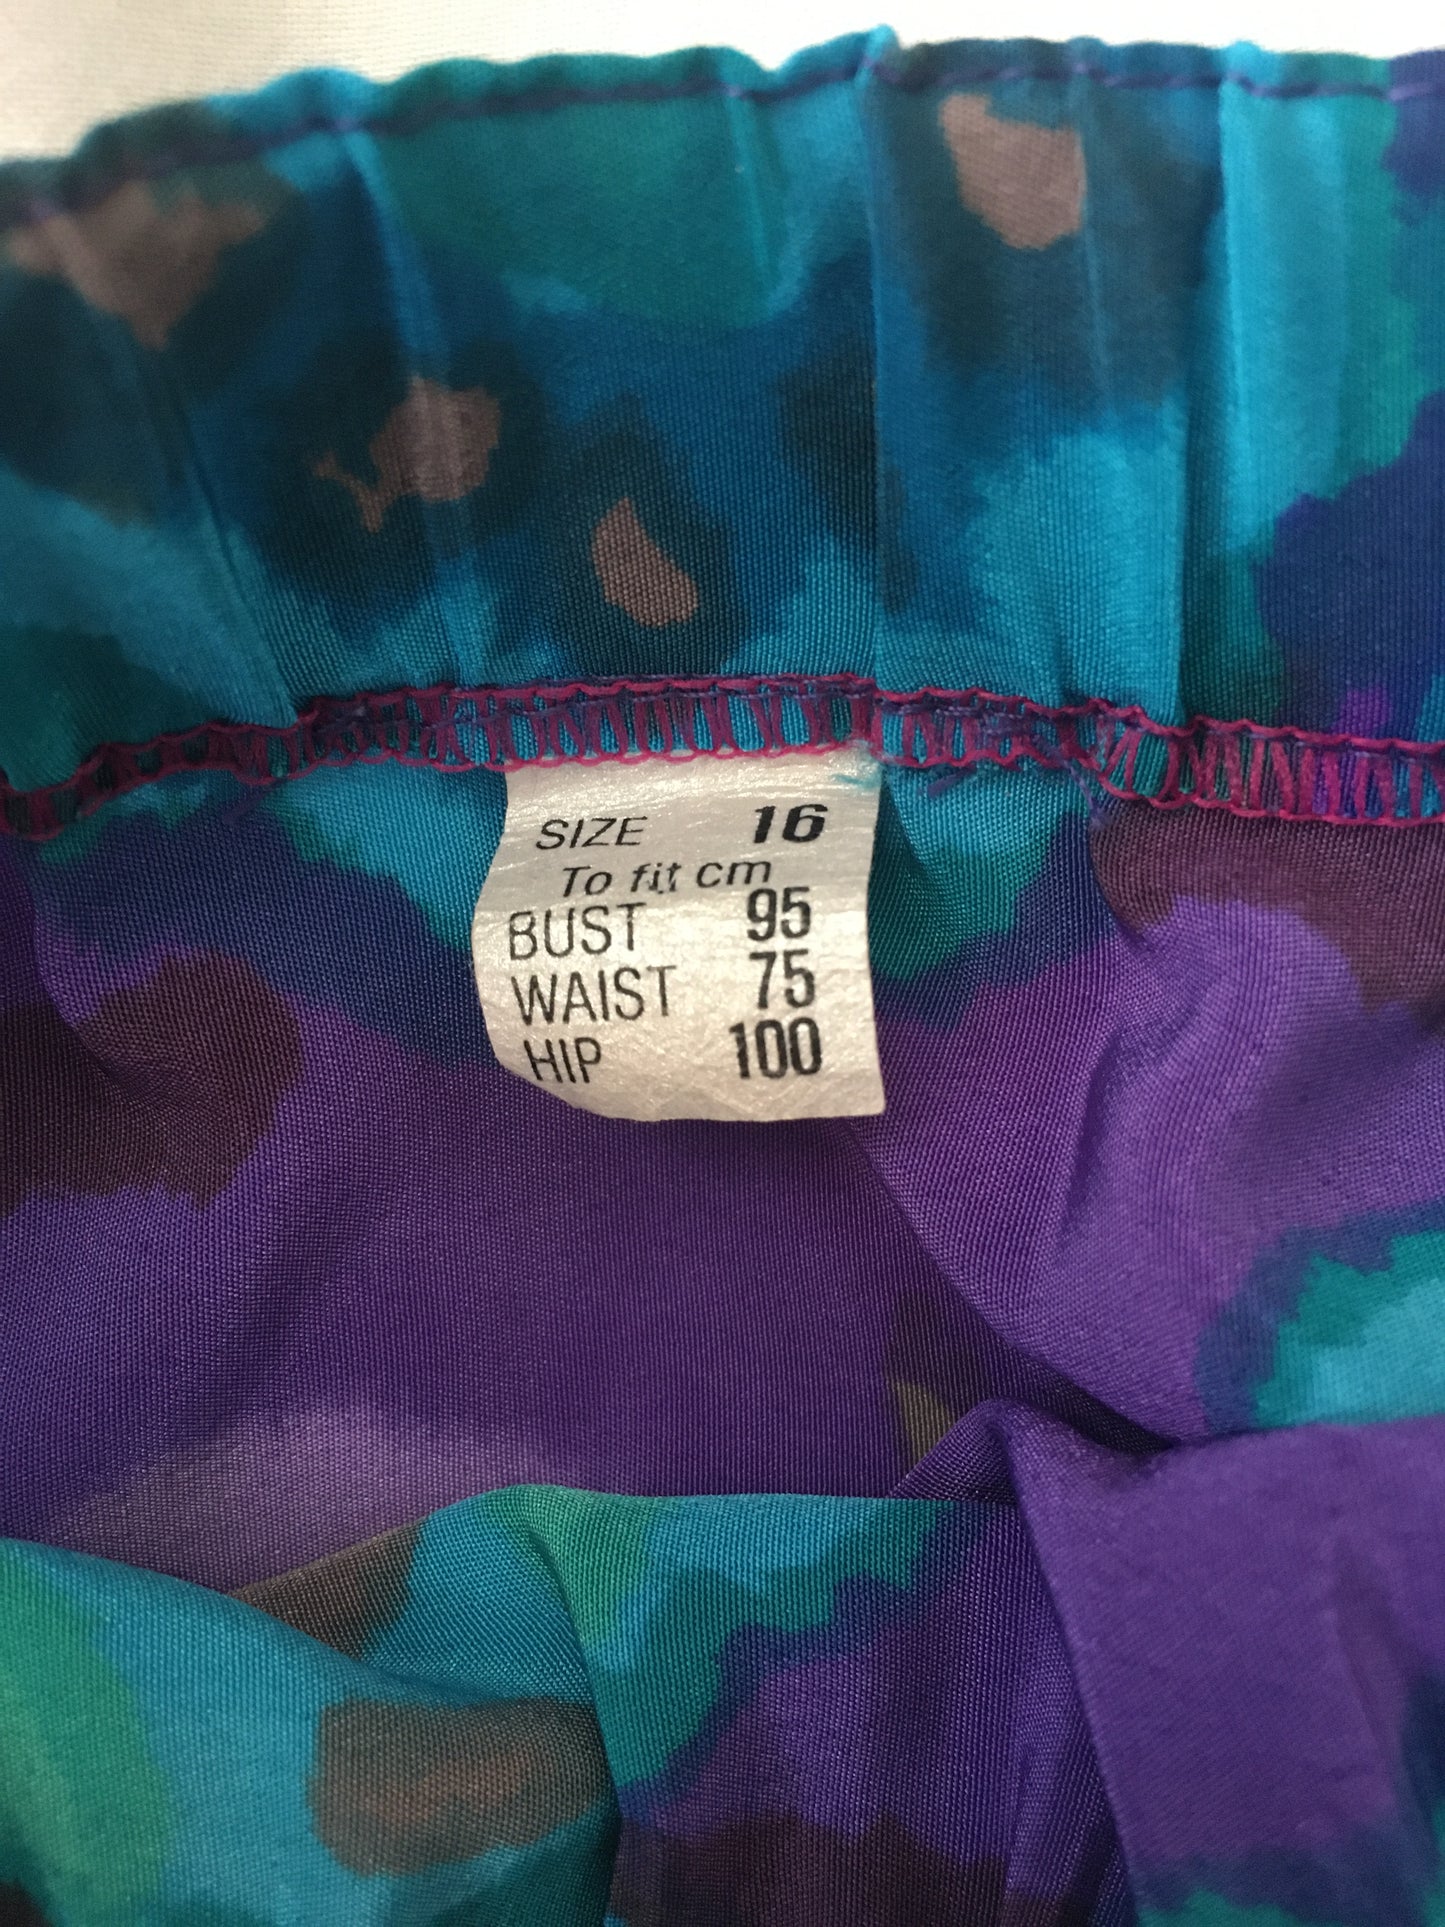 SIZE 16
To fit cm
BUST 95
WAIST 75
HIP 100